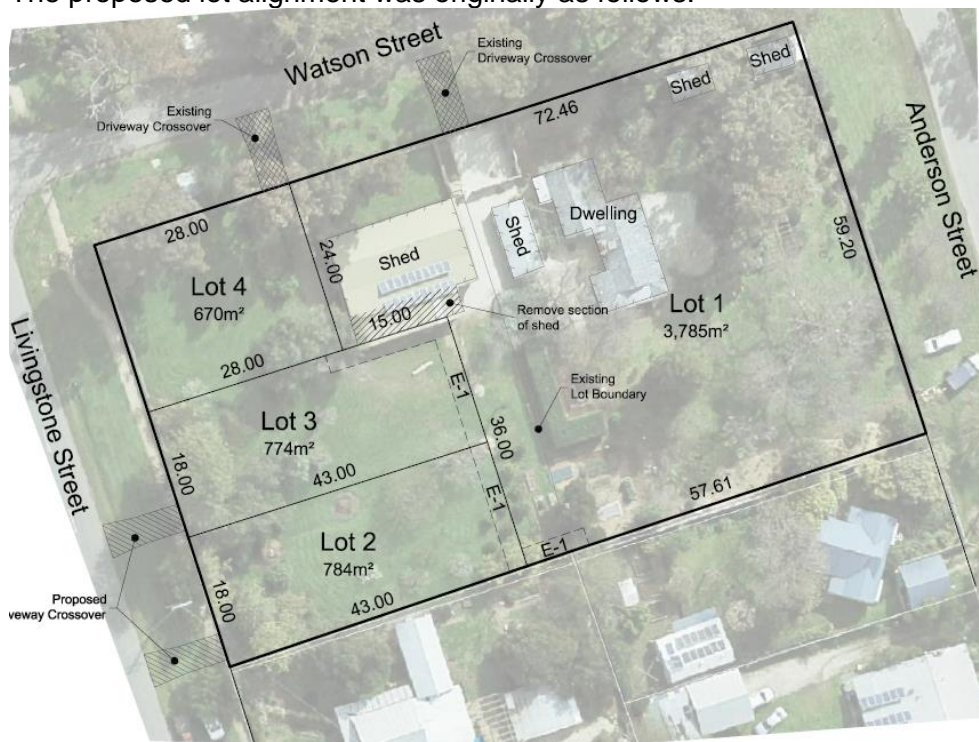 The proposed lot alignment was originally as follows:
Watson Street
Existing
Driveway Crossover
Existing
Driveway Crossover
Shed
Shed
72.46
Anderson Street
28.00
24.00
Shed
Shed
Dwelling
59.20
Lot 4
670m²
15.00
Remove section
of shed
Lot 1
3,785m²
Livingstone Street
28.00
E-1
Existing
Lot Boundary
Lot 3
774m²
36.00
18.00
43.00
E-1
57.61
Lot 2
784m²
E-1
18.00
43.00
Proposed
veway Crossover